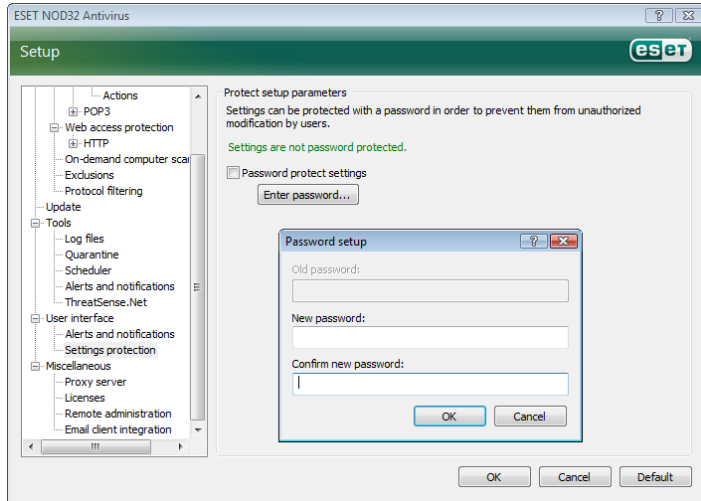 ESET NOD32 Antivirus
Setup
eseT
Actions
POP3
Web access protection
HTTP
On-demand computer scan
Exclusions
Protocol filtering
Update
Tools
Log files
Quarantine
Scheduler
Alerts and notifications
ThreatSense.Net
User interface
Alerts and notifications
Settings protection
Miscellaneous
Proxy server
Licenses
Remote administration
Email client integration
Protect setup parameters
Settings can be protected with a password in order to prevent them from unauthorized
modification by users.
Settings are not password protected.
Password protect settings
Enter password...
Password setup
Old password:
New password:
Confirm new password:
OK
Cancel
OK
Cancel
Default